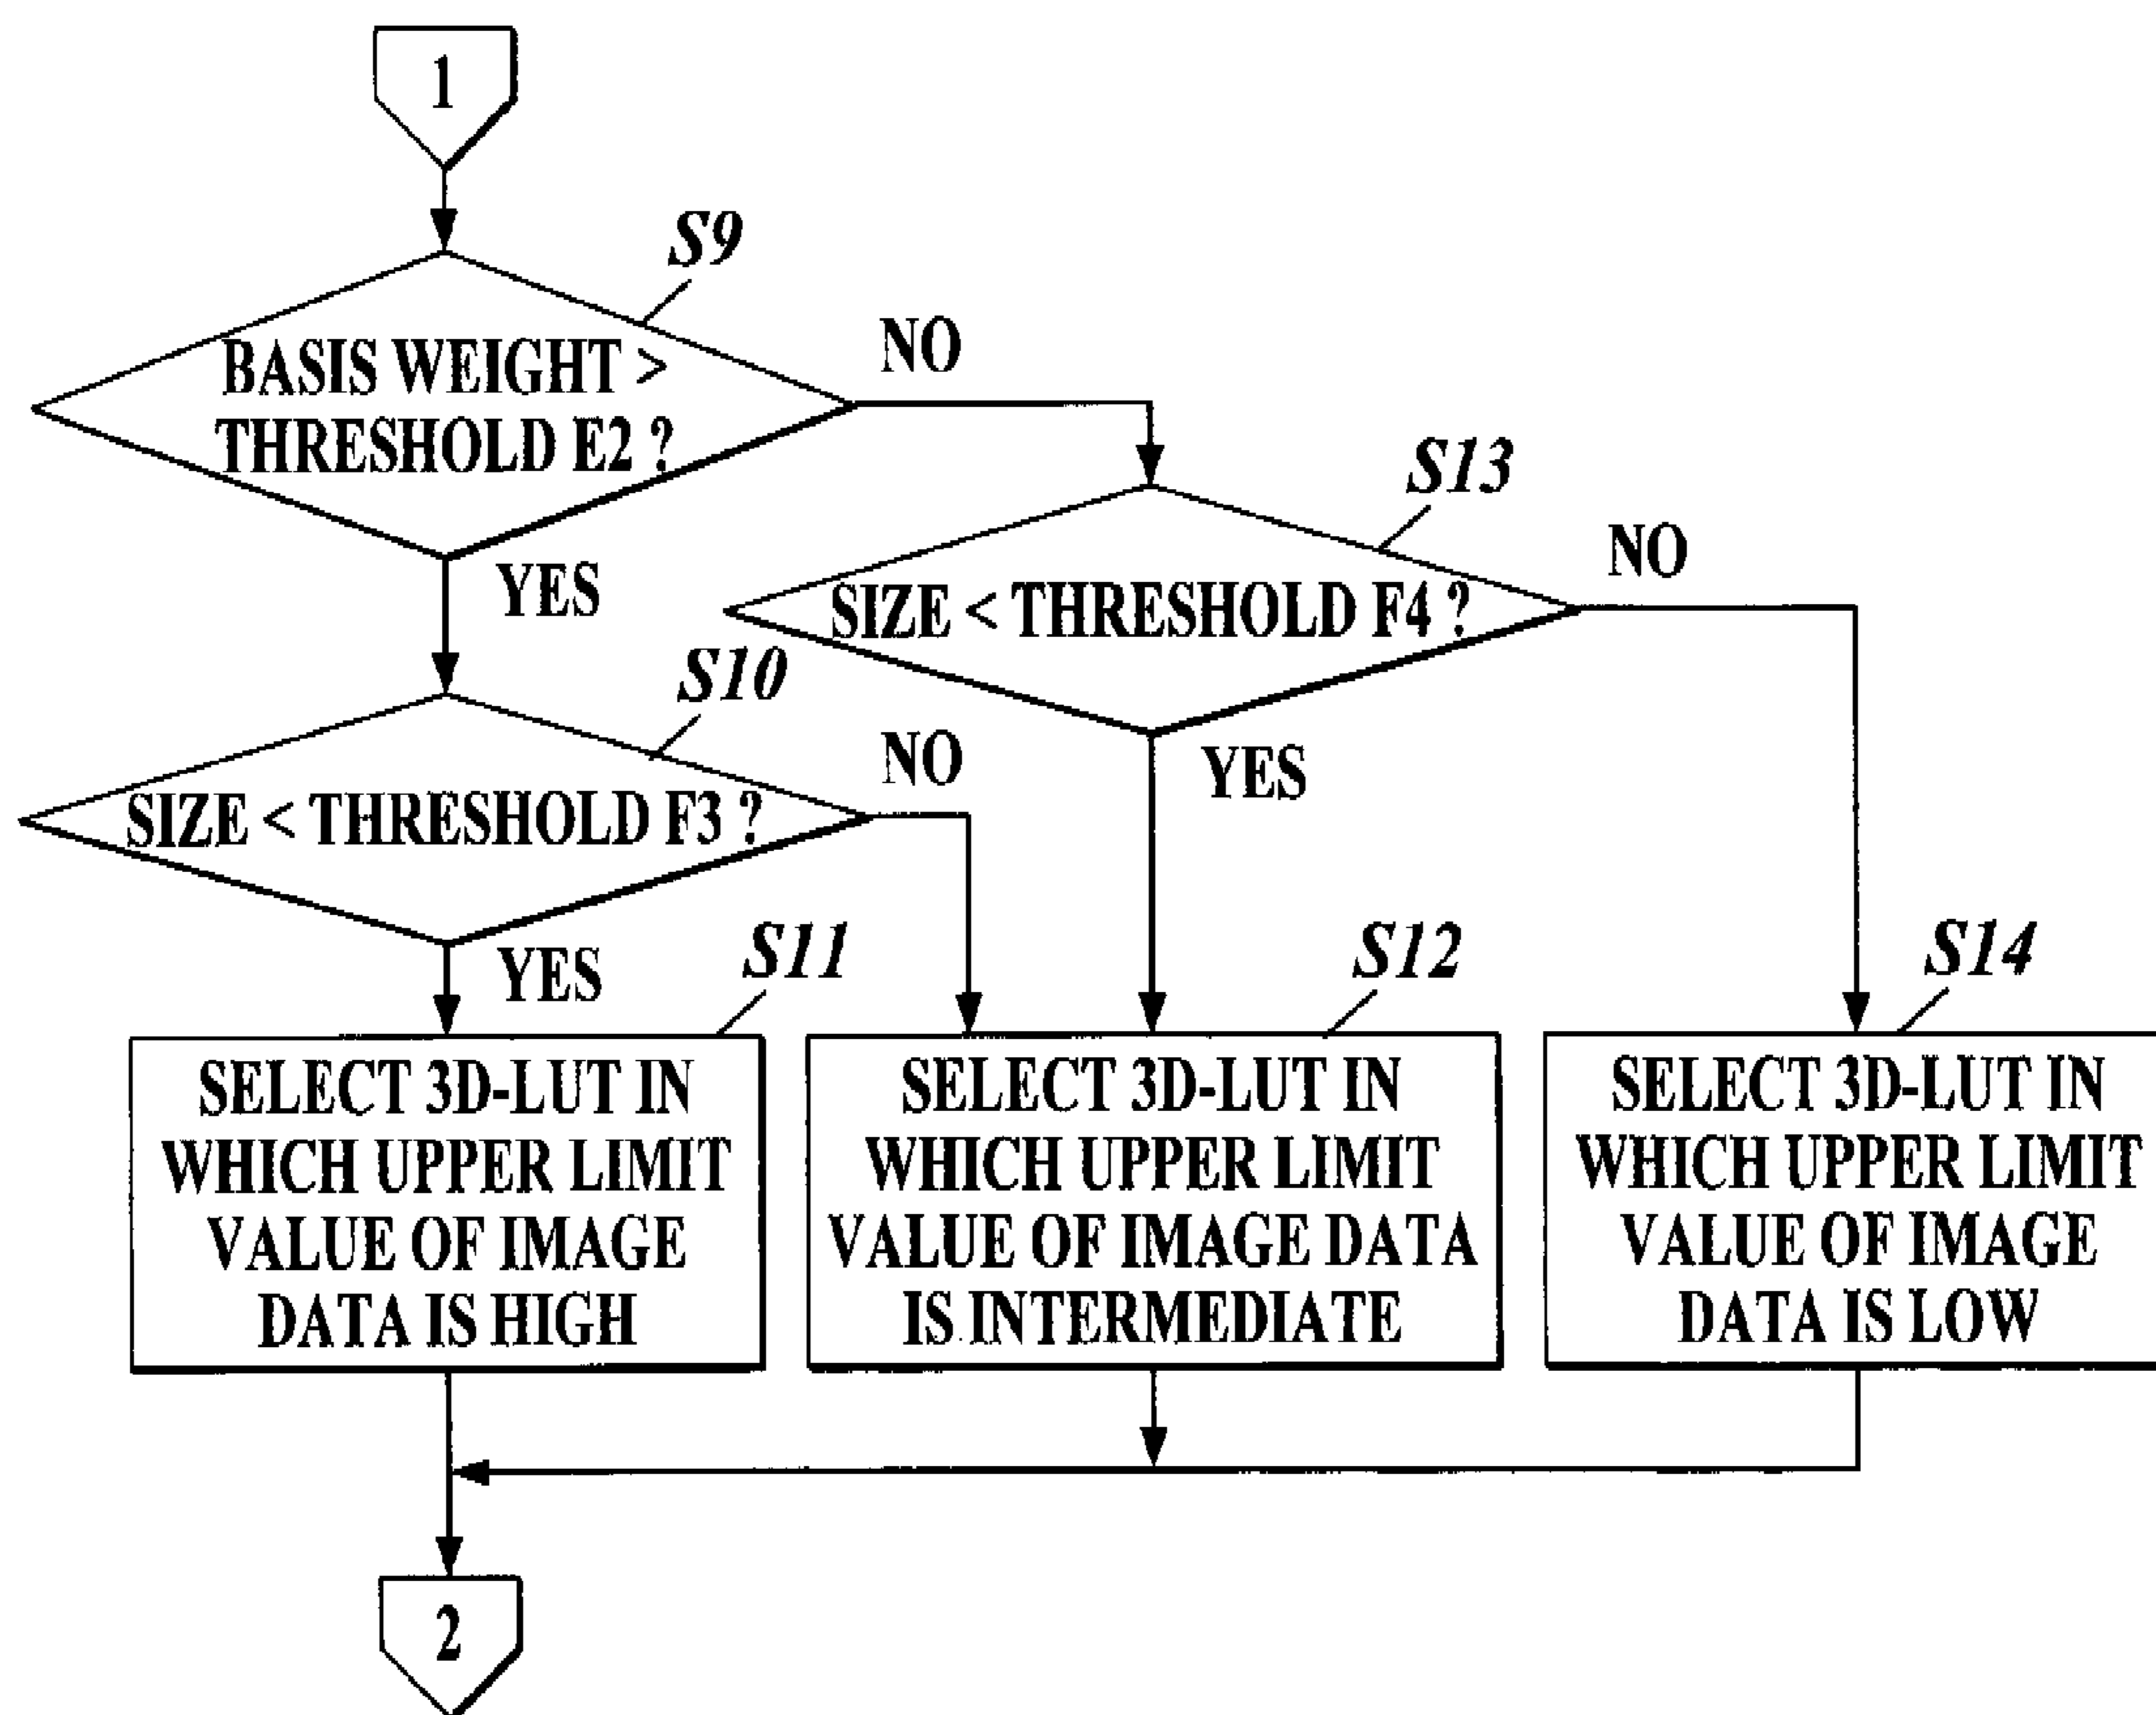 1
S9
BASIS WEIGHT >
THRESHOLD E2 ?
NO
YES
S13
SIZE < THRESHOLD F4 ?
NO
YES
S10
SIZE < THRESHOLD F3 ?
NO
YES
S11
SELECT 3D-LUT IN
WHICH UPPER LIMIT
VALUE OF IMAGE
DATA IS HIGH
S12
SELECT 3D-LUT IN
WHICH UPPER LIMIT
VALUE OF IMAGE DATA
IS INTERMEDIATE
S14
SELECT 3D-LUT IN
WHICH UPPER LIMIT
VALUE OF IMAGE
DATA IS LOW
2